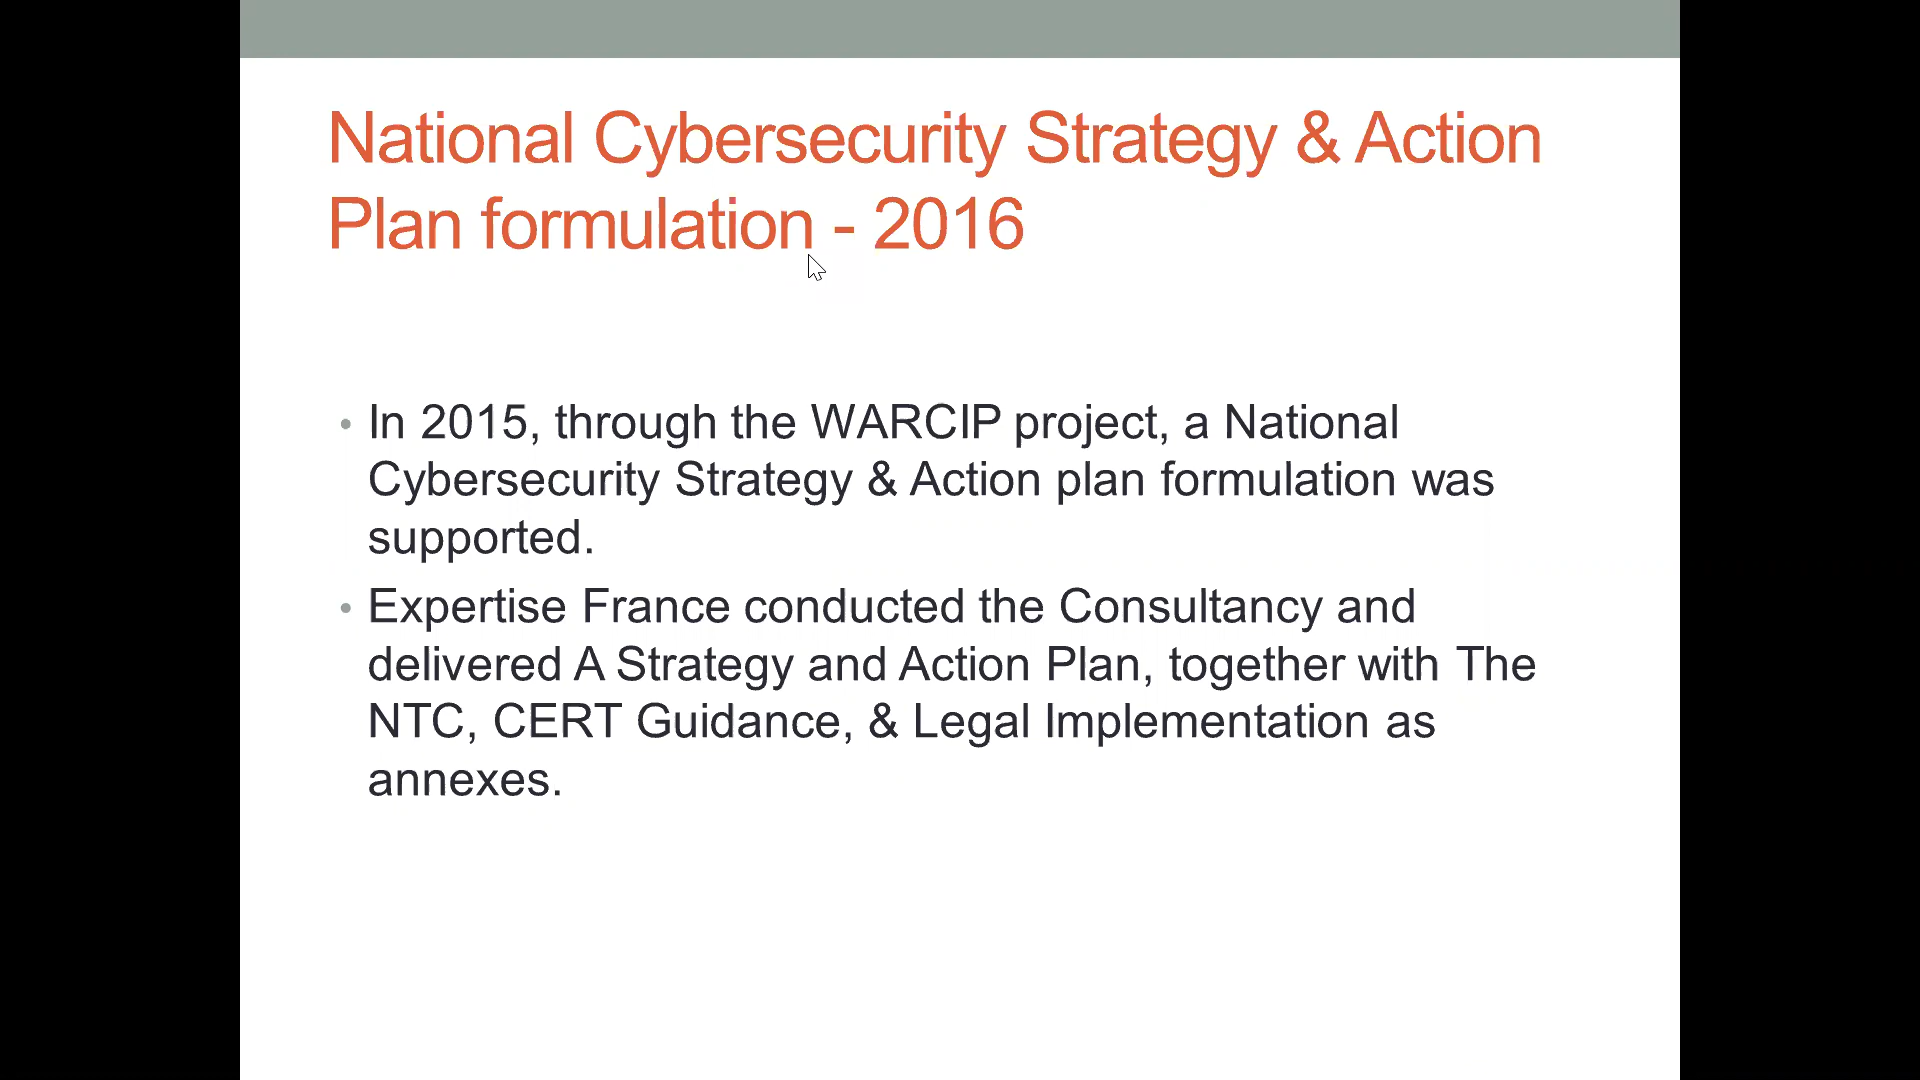 National Cybersecurity Strategy & Action
Plan formulation - 2016
• In 2015, through the WARCIP project, a National
Cybersecurity Strategy & Action plan formulation was
supported.
• Expertise France conducted the Consultancy and
delivered A Strategy and Action Plan, together with The
NTC, CERT Guidance, & Legal Implementation as
annexes.